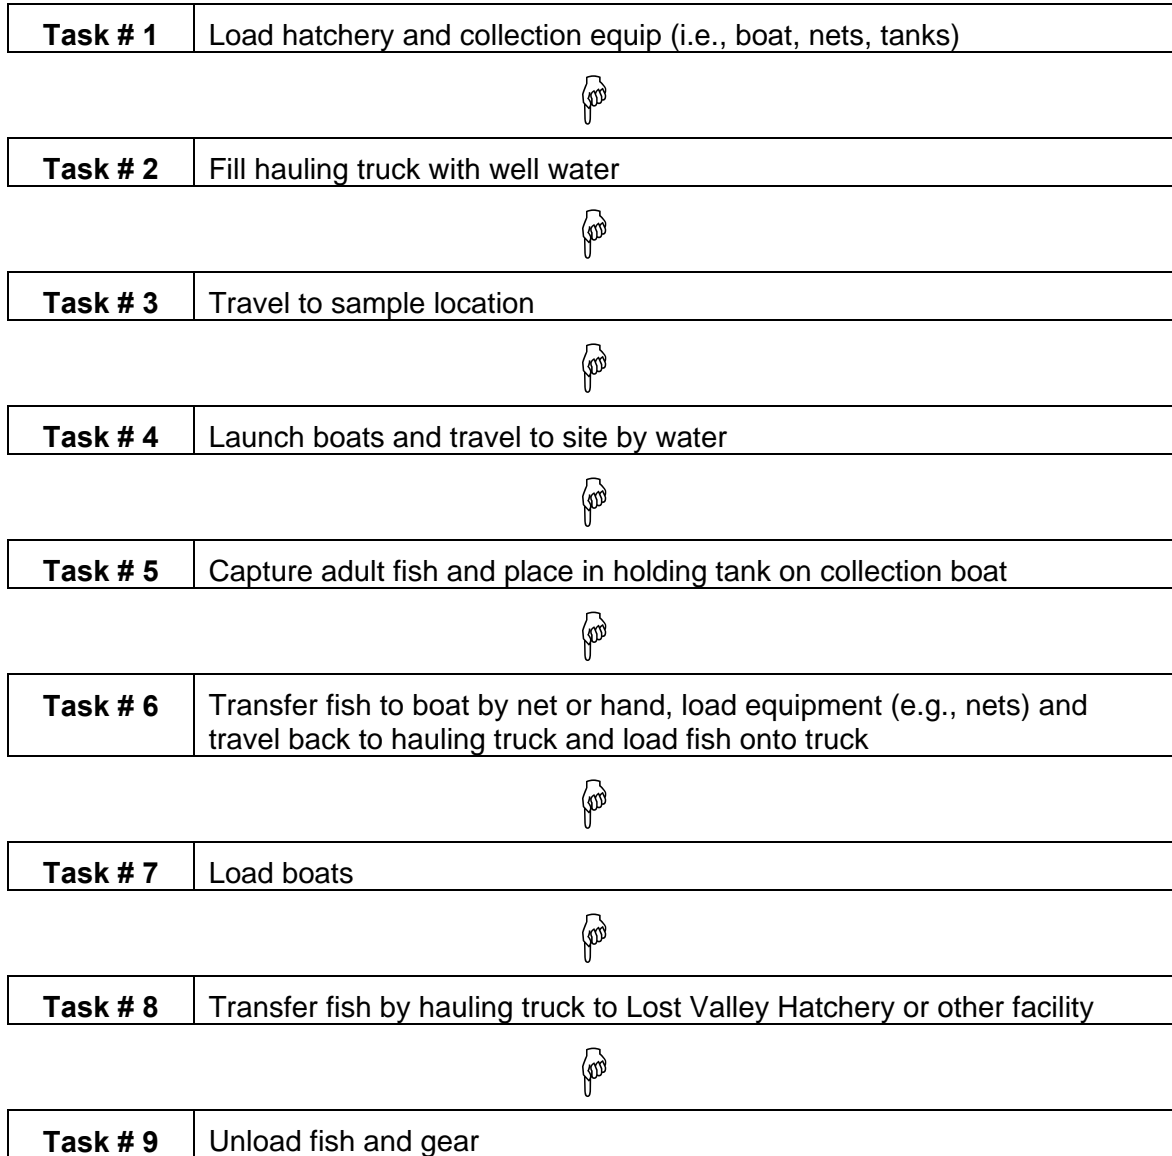 Task # 1 Load hatchery and collection equip (i.e., boat, nets, tanks)
Task # 2 Fill hauling truck with well water
Task # 3 Travel to sample location
Task # 4 Launch boats and travel to site by water
Task # 5 Capture adult fish and place in holding tank on collection boat
Task # 6 Transfer fish to boat by net or hand, load equipment (e.g., nets) and
travel back to hauling truck and load fish onto truck
Task # 7 Load boats
Task # 8 Transfer fish by hauling truck to Lost Valley Hatchery or other facility
Task # 9 Unload fish and gear